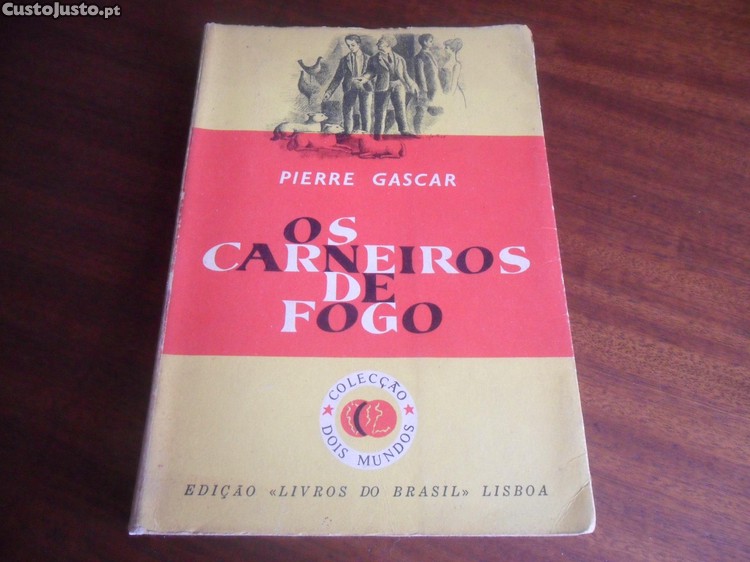 CustoJusto.pt
PIERRE GASCAR
OS
CARNEIROS
DE
FOGO
COLECÇÃO
DOIS MUNDOS
EDIÇÃO «LIVROS DO BRASIL» LISBOA